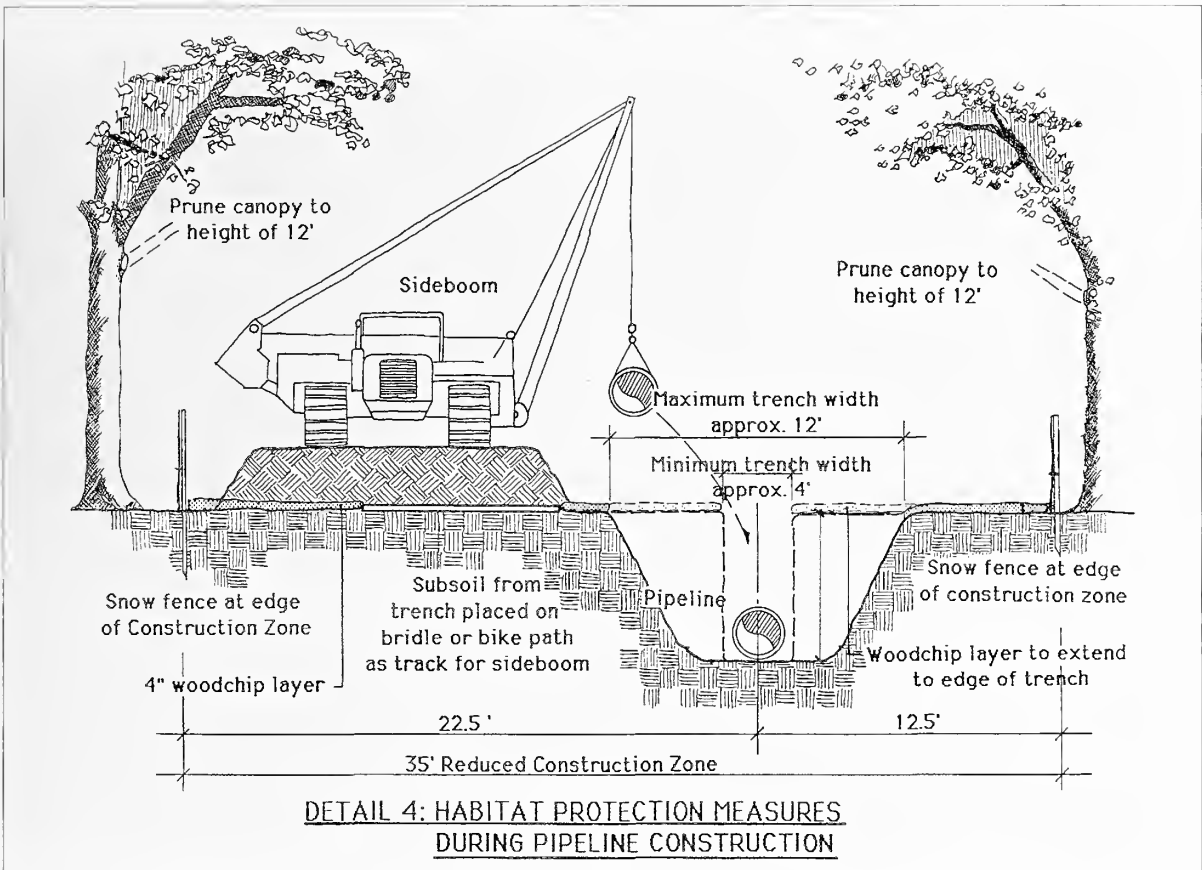 Prune canopy to
height of 12'
Sideboom
Prune canopy to
height of 12'
Maximum trench width
approx. 12'
Minimum trench width
approx. 4'
Snow fence at edge
of Construction Zone
Subsoil from
trench placed on
bridle or bike path
as track for sideboom
Pipeline
Snow fence at edge
of construction zone
4" woodchip layer
Woodchip layer to extend
to edge of trench
22.5 '
12.5'
35' Reduced Construction Zone
DETAIL 4: HABITAT PROTECTION MEASURES
DURING PIPELINE CONSTRUCTION